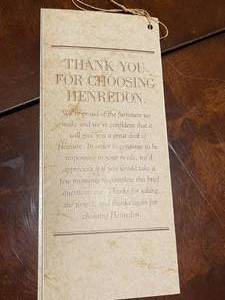 THANK YOU
FOR CHOOSING
HENREDON.
We're proud of the furniture we
make and we're confident that it
will give you a great deal of
pleasure. In order to continue to be
responsive to your needs, we'd
appreciate it if you would take a
few moments to complete this brief
questionnaire. Thanks for taking
the time, and thanks again for
choosing Henredon.